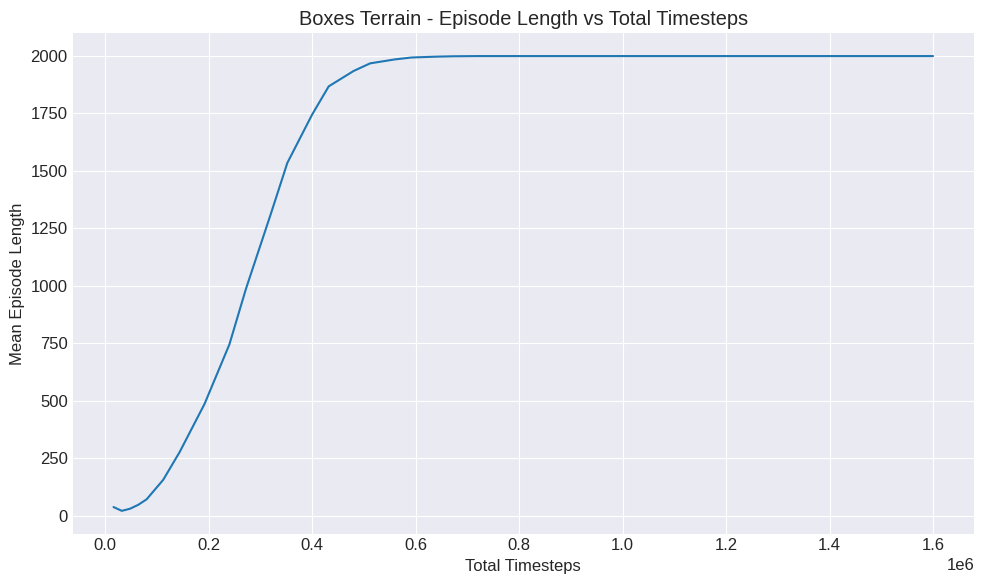 Boxes Terrain - Episode Length vs Total Timesteps
Mean Episode Length
2000
1750
1500
1250
1000
750
500
250
0
0.0 0.2 0.4 0.6 0.8 1.0 1.2 1.4 1.6
1e6
Total Timesteps